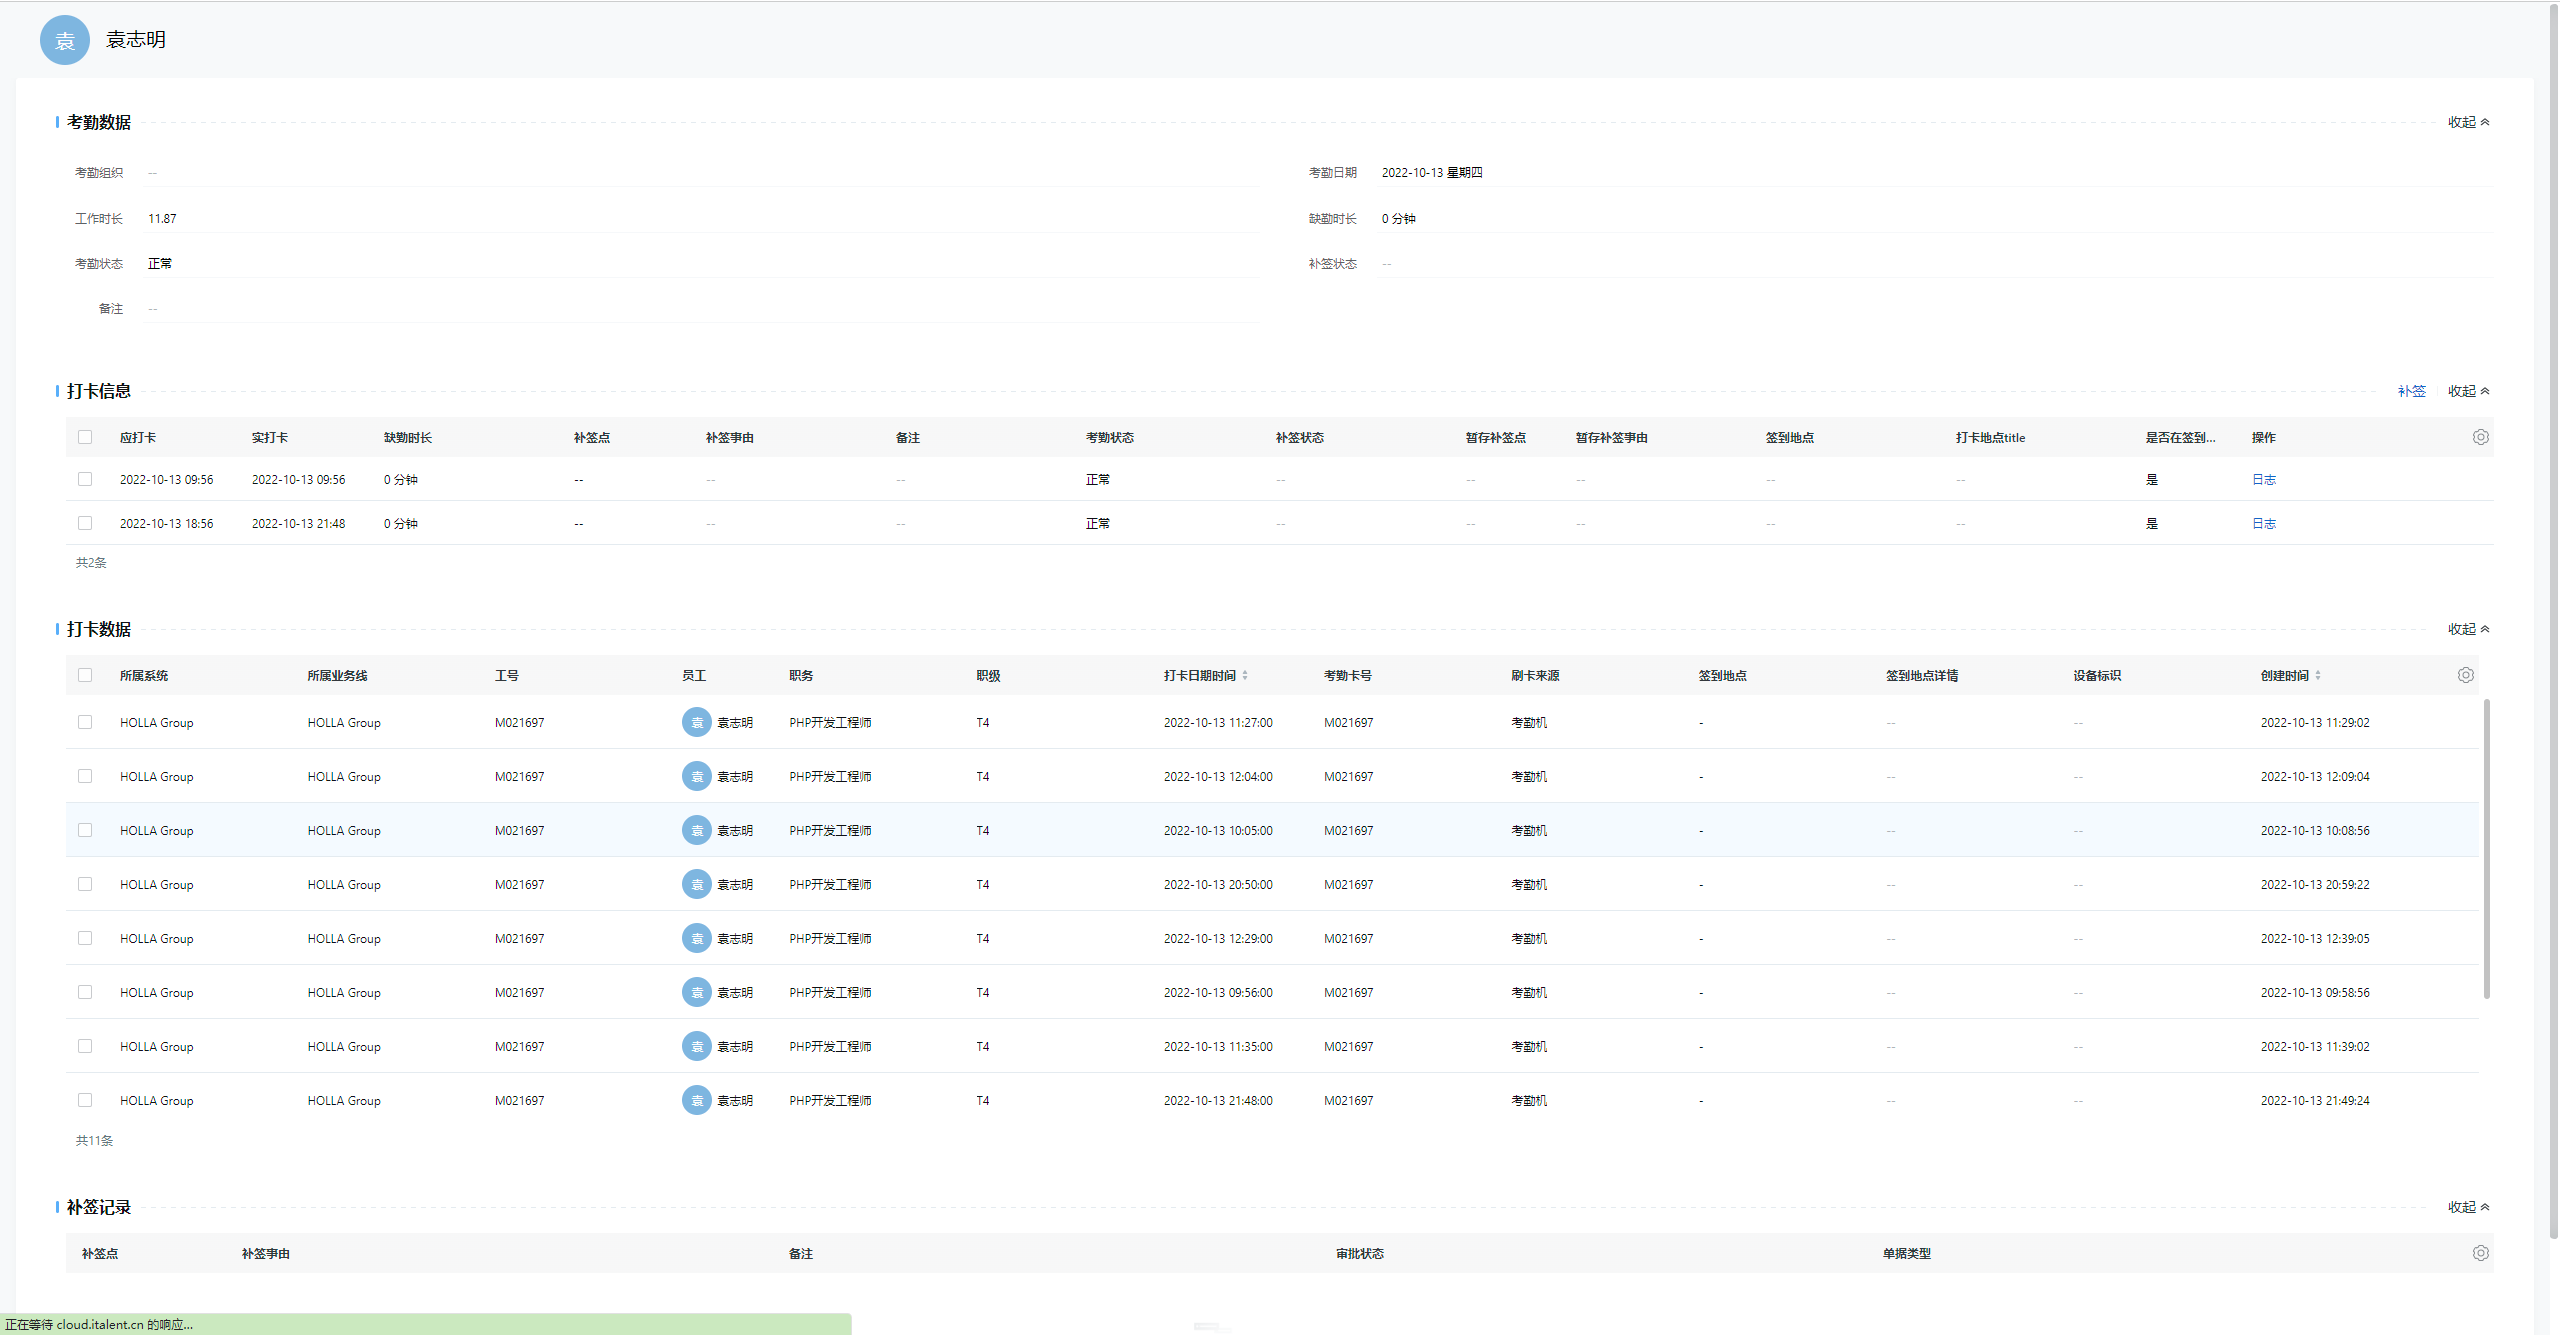 袁 袁志明
考勤数据 收起
考勤组织 -- 考勤日期 2022-10-13 星期四
工作时长 11.87 缺勤时长 0 分钟
考勤状态 正常 补签状态 --
备注 --
打卡信息 补签 收起
应打卡 实打卡 缺勤时长 补签点 补签事由 备注 考勤状态 补签状态 暂存补签点 暂存补签事由 签到地点 打卡地点title 是否在签到... 操作
2022-10-13 09:56 2022-10-13 09:56 0 分钟 -- -- -- 正常 -- -- -- -- -- 是 日志
2022-10-13 18:56 2022-10-13 21:48 0 分钟 -- -- -- 正常 -- -- -- -- -- 是 日志
共2条
打卡数据 收起
所属系统 所属业务线 工号 员工 职务 职级 打卡日期时间 考勤卡号 刷卡来源 签到地点 签到地点详情 设备标识 创建时间
HOLLA Group HOLLA Group M021697 袁 袁志明 PHP开发工程师 T4 2022-10-13 11:27:00 M021697 考勤机 - -- -- 2022-10-13 11:29:02
HOLLA Group HOLLA Group M021697 袁 袁志明 PHP开发工程师 T4 2022-10-13 12:04:00 M021697 考勤机 - -- -- 2022-10-13 12:09:04
HOLLA Group HOLLA Group M021697 袁 袁志明 PHP开发工程师 T4 2022-10-13 10:05:00 M021697 考勤机 - -- -- 2022-10-13 10:08:56
HOLLA Group HOLLA Group M021697 袁 袁志明 PHP开发工程师 T4 2022-10-13 20:50:00 M021697 考勤机 - -- -- 2022-10-13 20:59:22
HOLLA Group HOLLA Group M021697 袁 袁志明 PHP开发工程师 T4 2022-10-13 12:29:00 M021697 考勤机 - -- -- 2022-10-13 12:39:05
HOLLA Group HOLLA Group M021697 袁 袁志明 PHP开发工程师 T4 2022-10-13 09:56:00 M021697 考勤机 - -- -- 2022-10-13 09:58:56
HOLLA Group HOLLA Group M021697 袁 袁志明 PHP开发工程师 T4 2022-10-13 11:35:00 M021697 考勤机 - -- -- 2022-10-13 11:39:02
HOLLA Group HOLLA Group M021697 袁 袁志明 PHP开发工程师 T4 2022-10-13 21:48:00 M021697 考勤机 - -- -- 2022-10-13 21:49:24
共11条
补签记录 收起
补签点 补签事由 备注 审批状态 单据类型
正在等待 cloud.italent.cn 的响应...